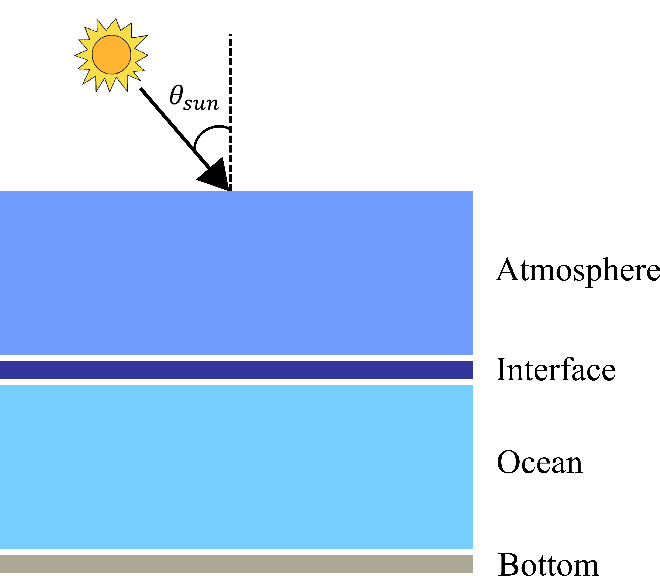 θsun
Atmosphere
Interface
Ocean
Bottom